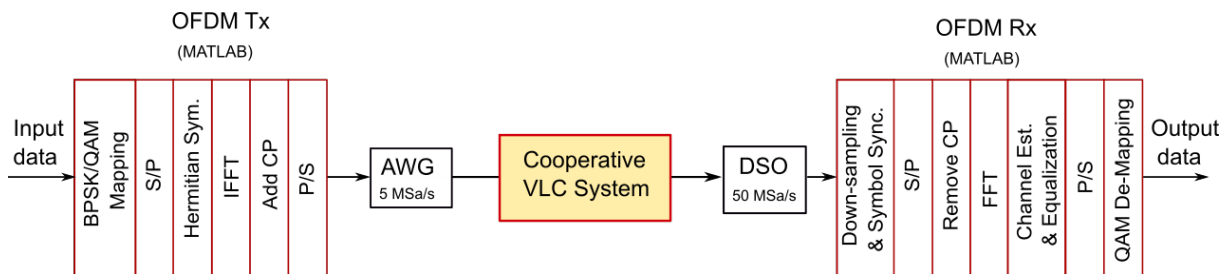 OFDM Tx
(MATLAB)
Input
data
BPSK/QAM
Mapping
S/P
Hermitian Sym.
IFFT
Add CP
P/S
AWG
5 MSa/s
Cooperative
VLC System
DSO
50 MSa/s
OFDM Rx
(MATLAB)
Down-sampling
& Symbol Sync.
S/P
Remove CP
FFT
Channel Est.
& Equalization
P/S
QAM De-Mapping
Output
data